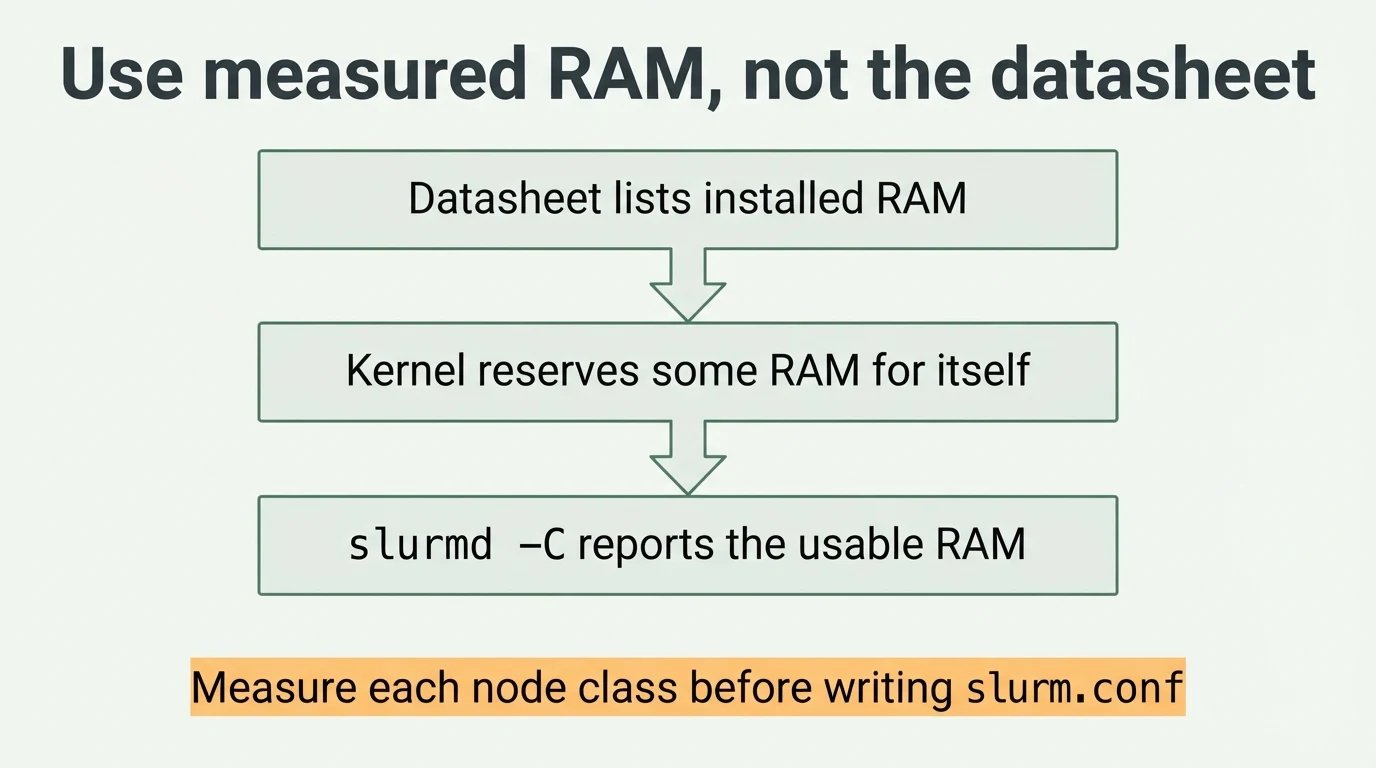 Use measured RAM, not the datasheet
Datasheet lists installed RAM
Kernel reserves some RAM for itself
slurmd -C reports the usable RAM
Measure each node class before writing slurm.conf